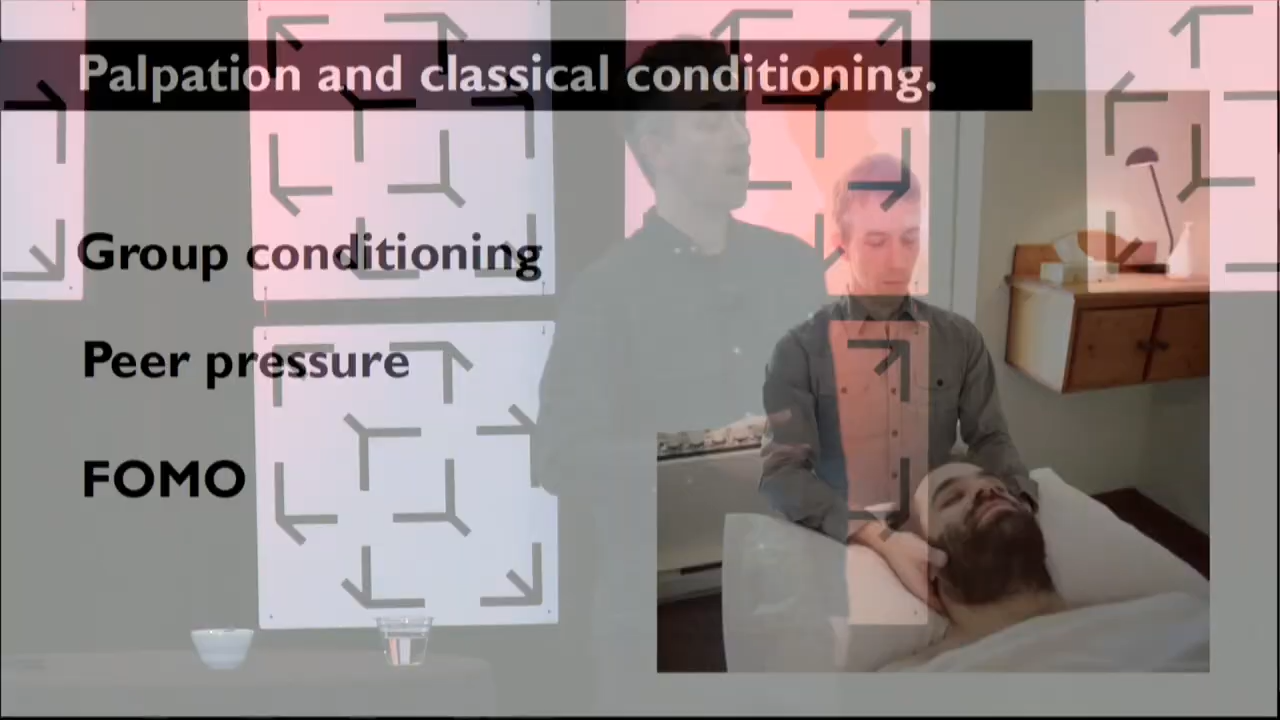 Palpation and classical conditioning.
Group conditioning
Peer pressure
FOMO